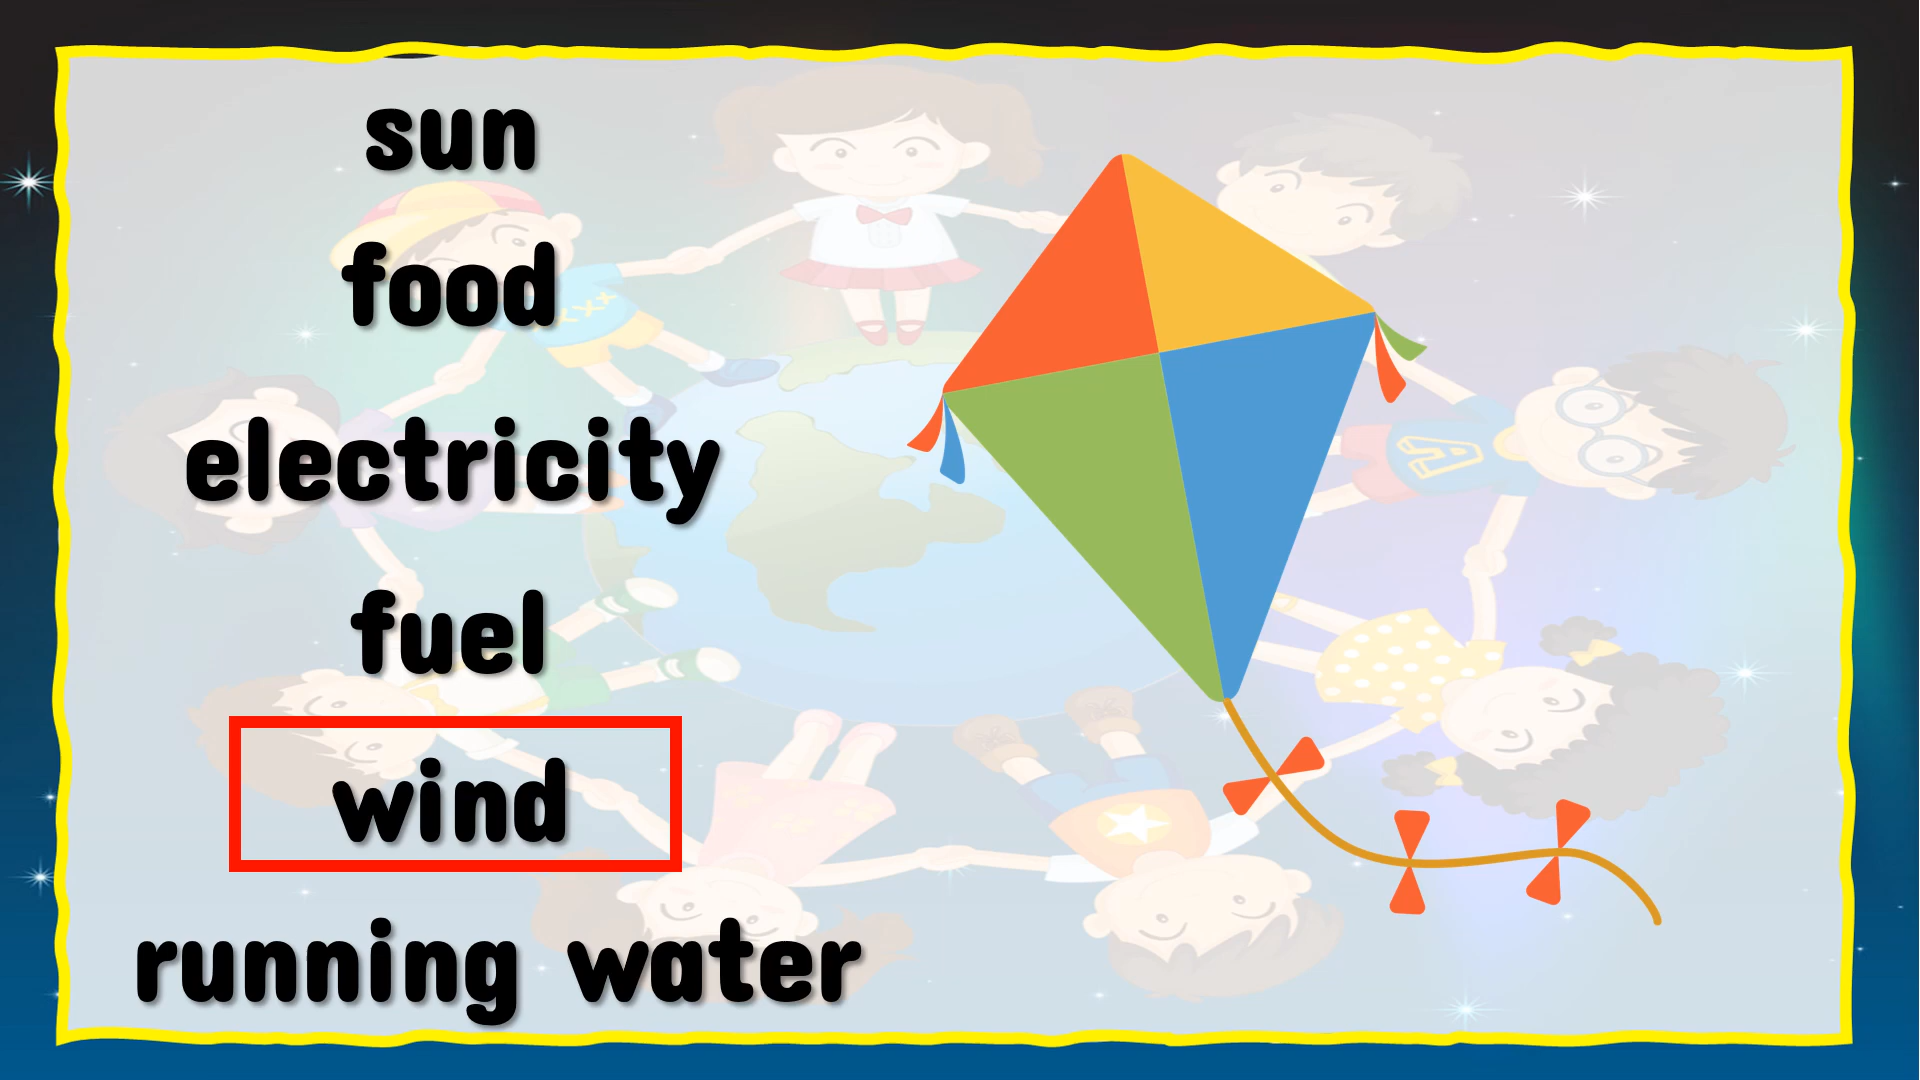 sun
food
electricity
fuel
wind
running water
A